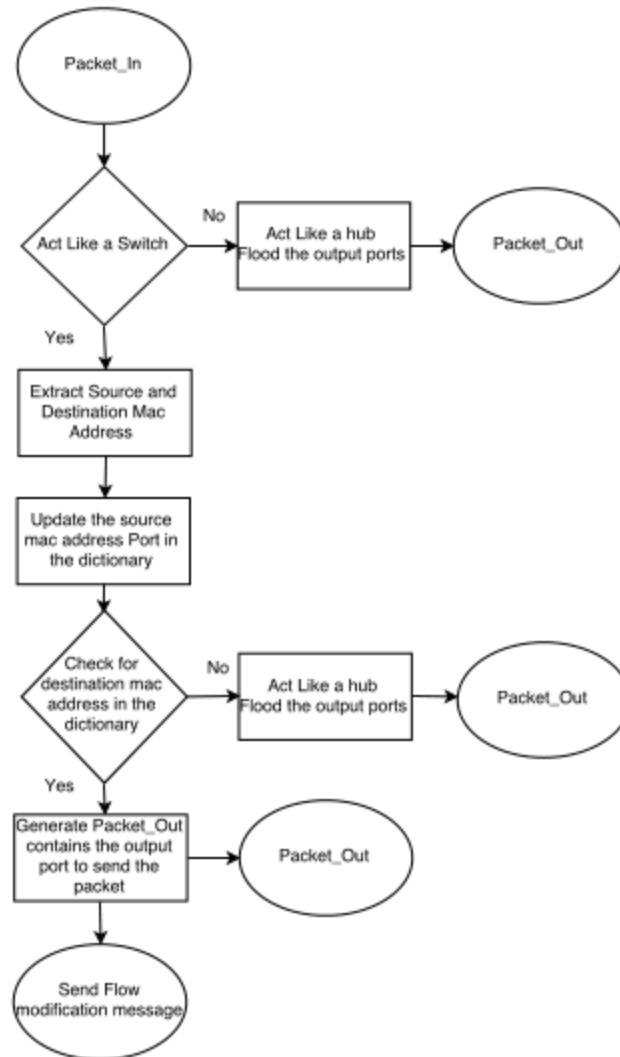 Packet_In
Act Like a Switch
No
Act Like a hub
Flood the output ports
Packet_Out
Yes
Extract Source and
Destination Mac
Address
Update the source
mac address Port in
the dictionary
Check for
destination mac
address in the
dictionary
No
Act Like a hub
Flood the output ports
Packet_Out
Yes
Generate Packet_Out
contains the output
port to send the
packet
Packet_Out
Send Flow
modification message